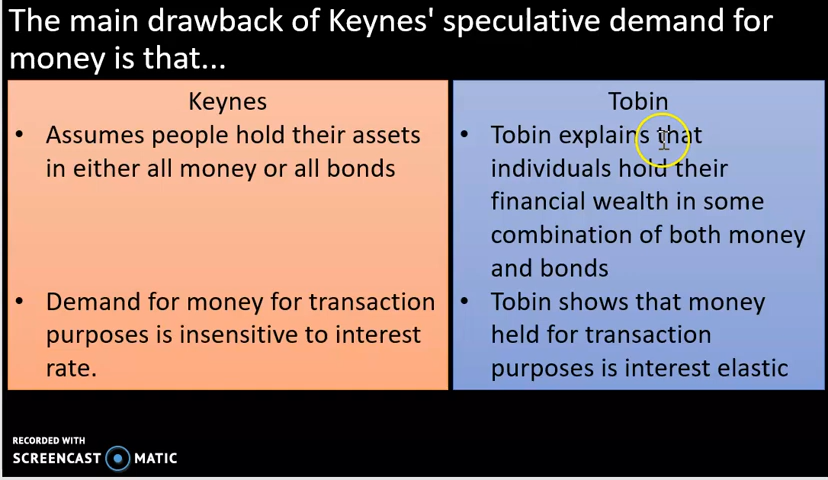 The main drawback of Keynes' speculative demand for
money is that...
Keynes
• Assumes people hold their assets
in either all money or all bonds
• Demand for money for transaction
purposes is insensitive to interest
rate.
Tobin
• Tobin explains that
individuals hold their
financial wealth in some
combination of both money
and bonds
• Tobin shows that money
held for transaction
purposes is interest elastic
RECORDED WITH
SCREENCAST MATIC